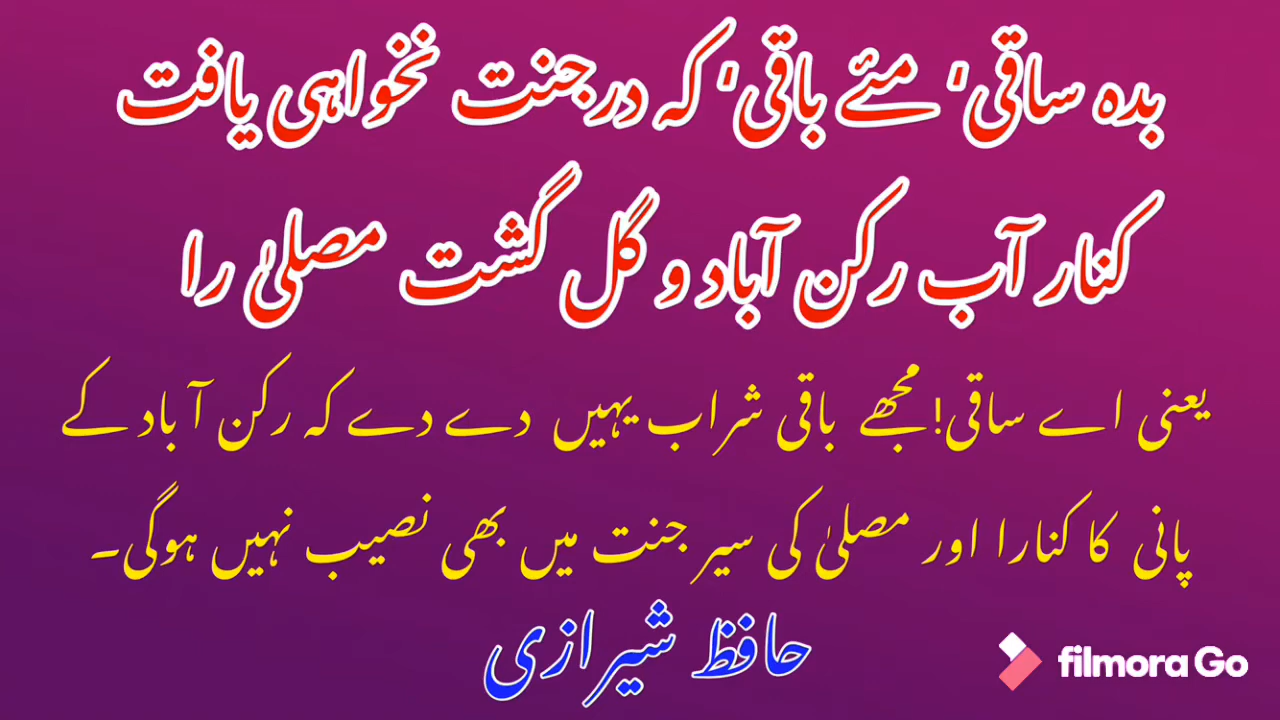 بدہ ساقی' مئے باقی' کہ درجنت نخواہی یافت
کنار آب رکن آباد و گل گشت مصلیٰ را
یعنی اے ساقی! مجھے باقی شراب یہیں دے دے کہ رکن آباد کے
پانی کا کنارا اور مصلیٰ کی سیر جنت میں بھی نصیب نہیں ہوگی۔
حافظ شیرازی
filmora Go